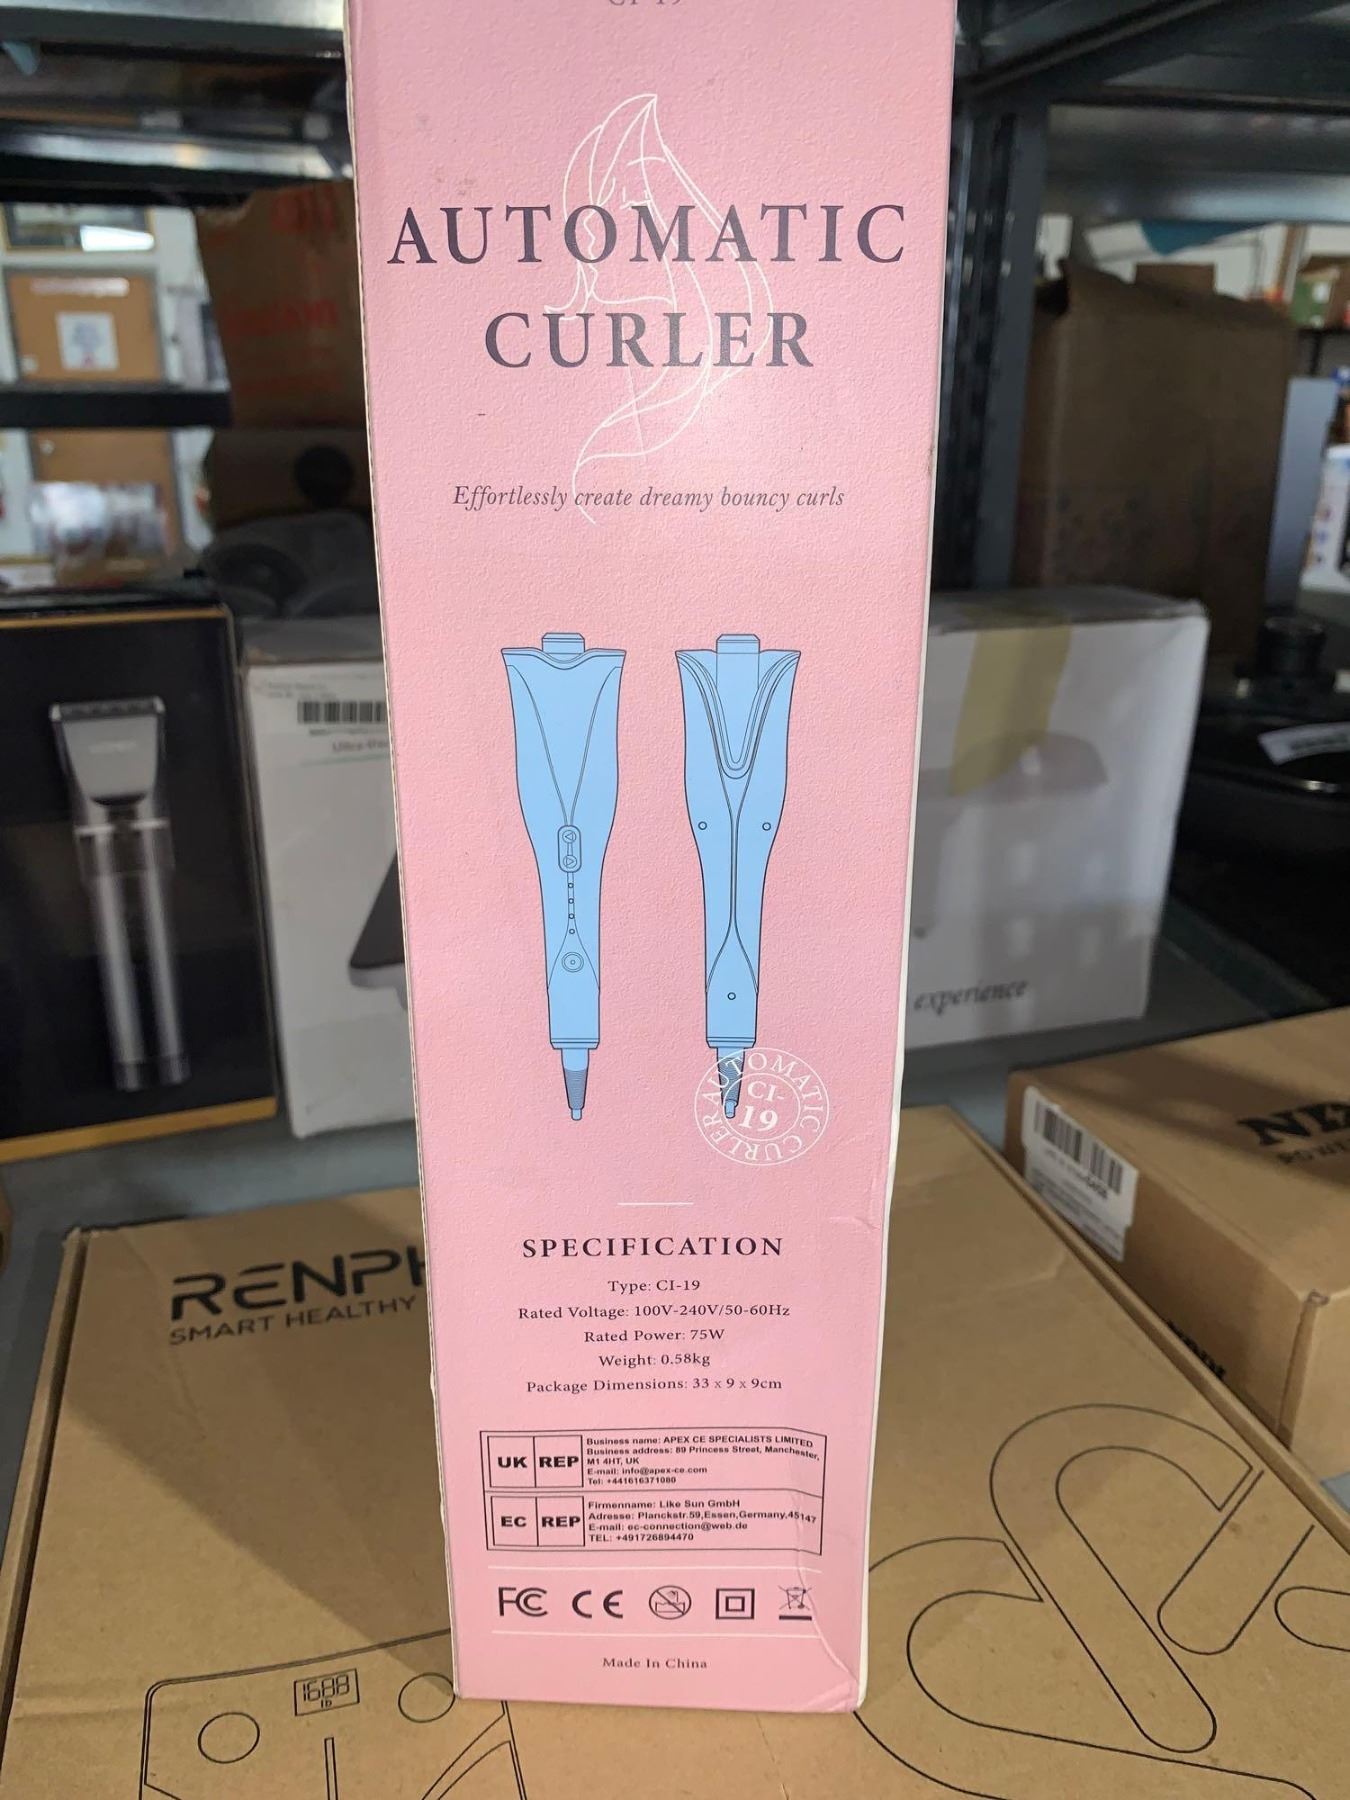 CI-19
AUTOMATIC
CURLER
Effortlessly create dreamy bouncy curls
AUTOMATIC CURLER
CI-
19
SPECIFICATION
Type: CI-19
Rated Voltage: 100V-240V/50-60Hz
Rated Power: 75W
Weight: 0.58kg
Package Dimensions: 33 x 9 x 9cm
UK REP
Business name: APEX CE SPECIALISTS LIMITED
Business address: 89 Princess Street, Manchester,
M1 4HT, UK
E-mail: info@apex-ce.com
Tel: +441616371080
EC REP
Firmenname: Like Sun GmbH
Adresse: Planckstr.59,Essen,Germany,45147
E-mail: ec-connection@web.de
TEL: +491726894470
FC CE
Made In China
experience
RENPH
SMART HEALTHY
1688
lb